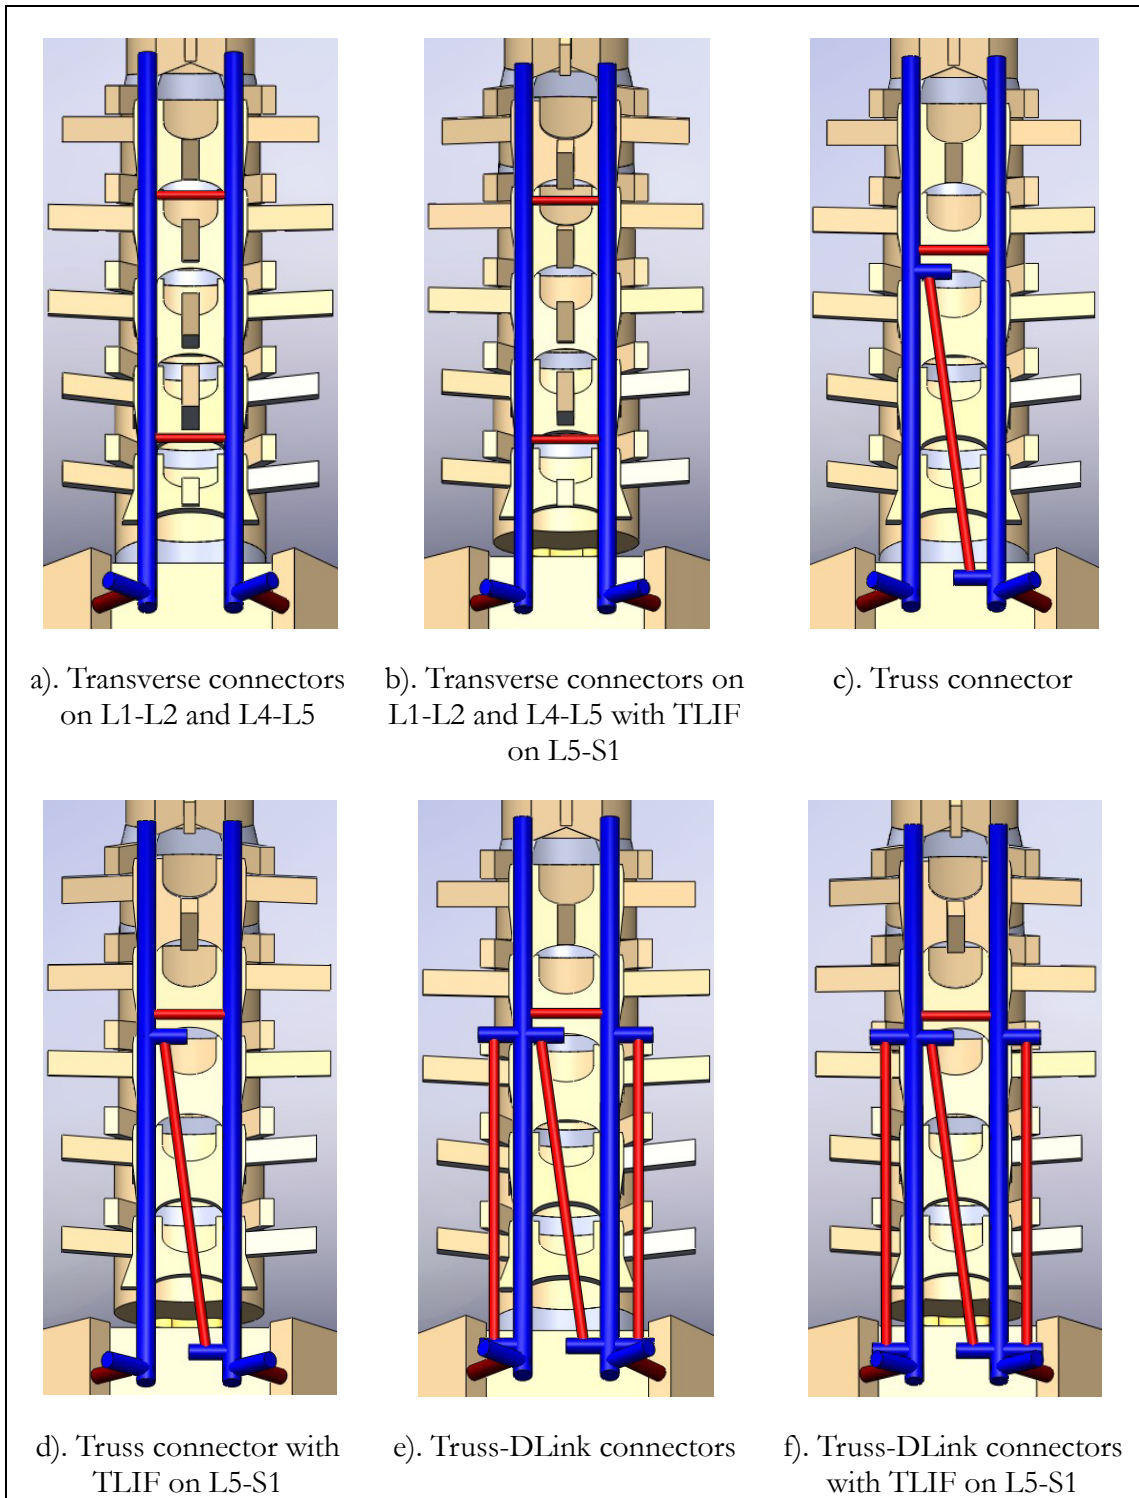 a). Transverse connectors
on L1-L2 and L4-L5
b). Transverse connectors on
L1-L2 and L4-L5 with TLIF
on L5-S1
c). Truss connector
d). Truss connector with
TLIF on L5-S1
e). Truss-DLink connectors
f). Truss-DLink connectors
with TLIF on L5-S1